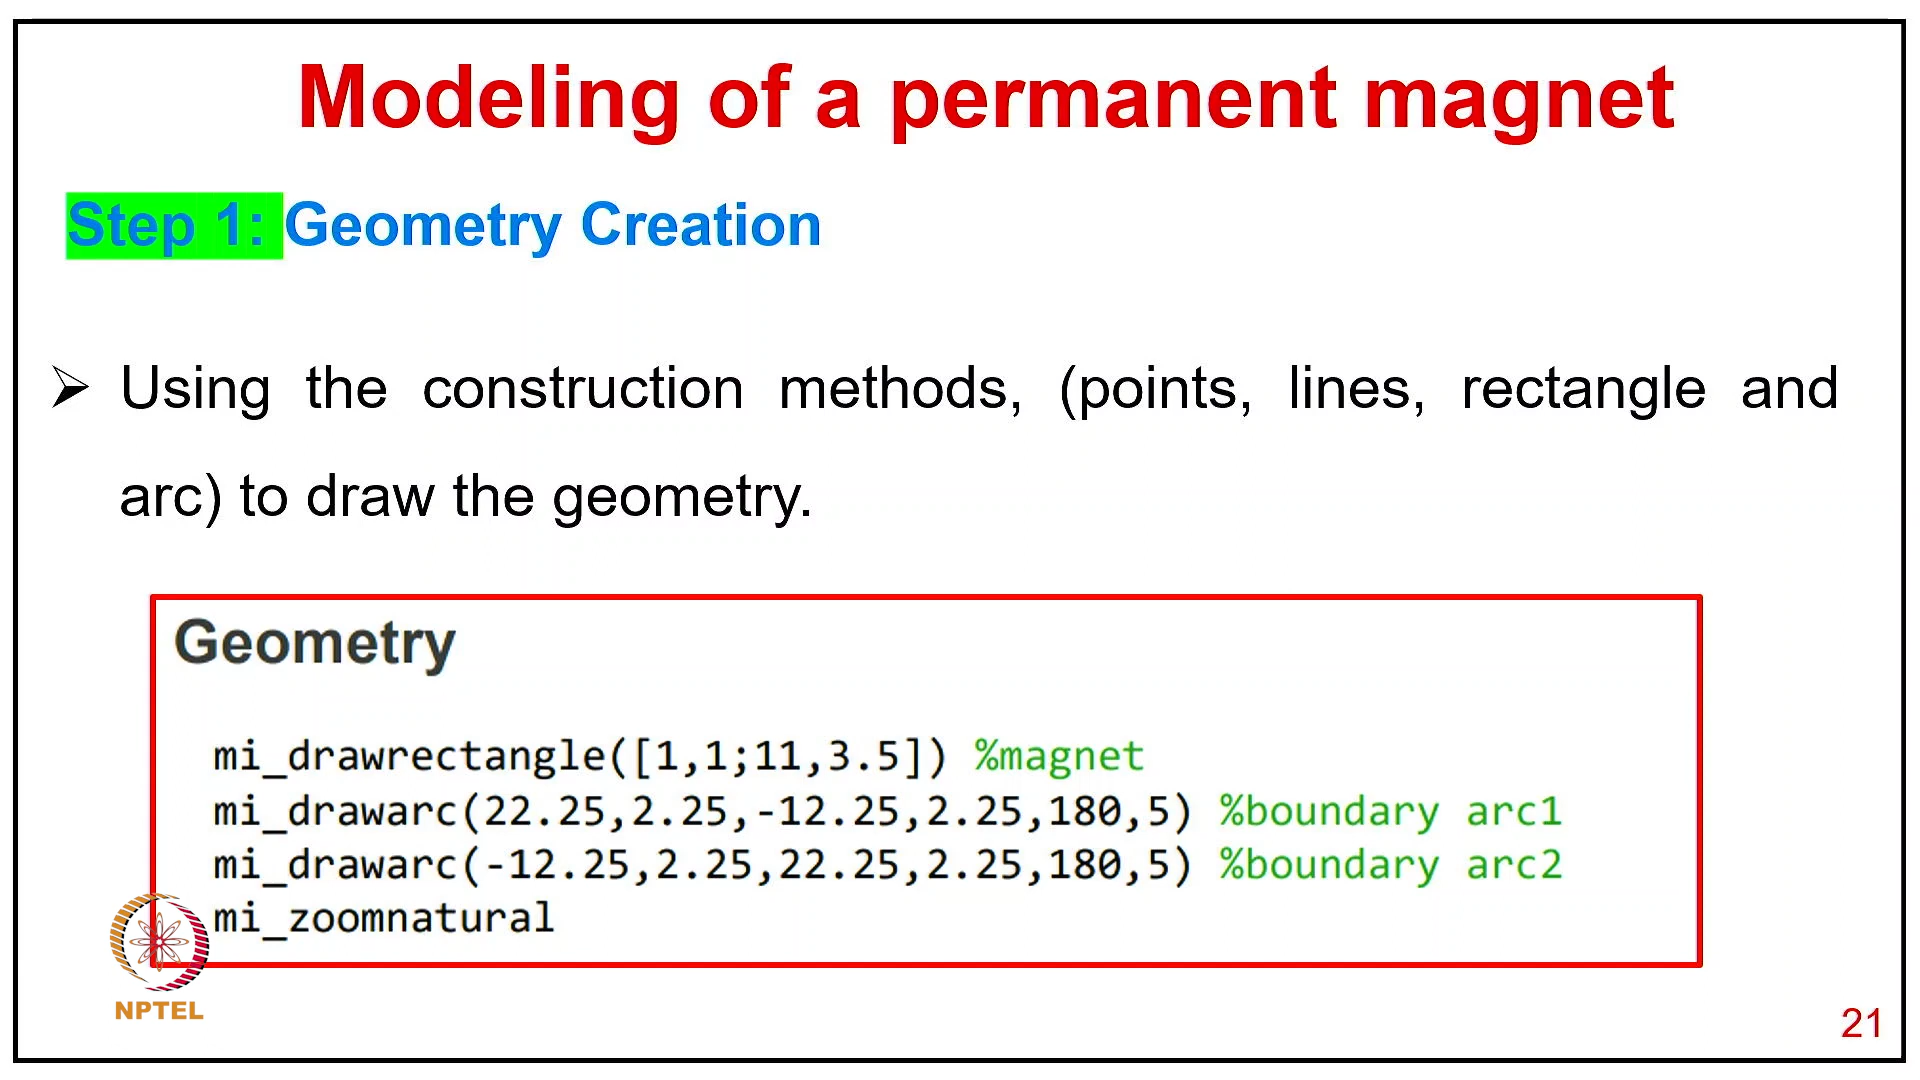 Modeling of a permanent magnet
Step 1: Geometry Creation
➢ Using the construction methods, (points, lines, rectangle and
arc) to draw the geometry.
Geometry
mi_drawrectangle([1,1;11,3.5]) %magnet
mi_drawarc(22.25,2.25,-12.25,2.25,180,5) %boundary arc1
mi_drawarc(-12.25,2.25,22.25,2.25,180,5) %boundary arc2
mi_zoomnatural
NPTEL
21